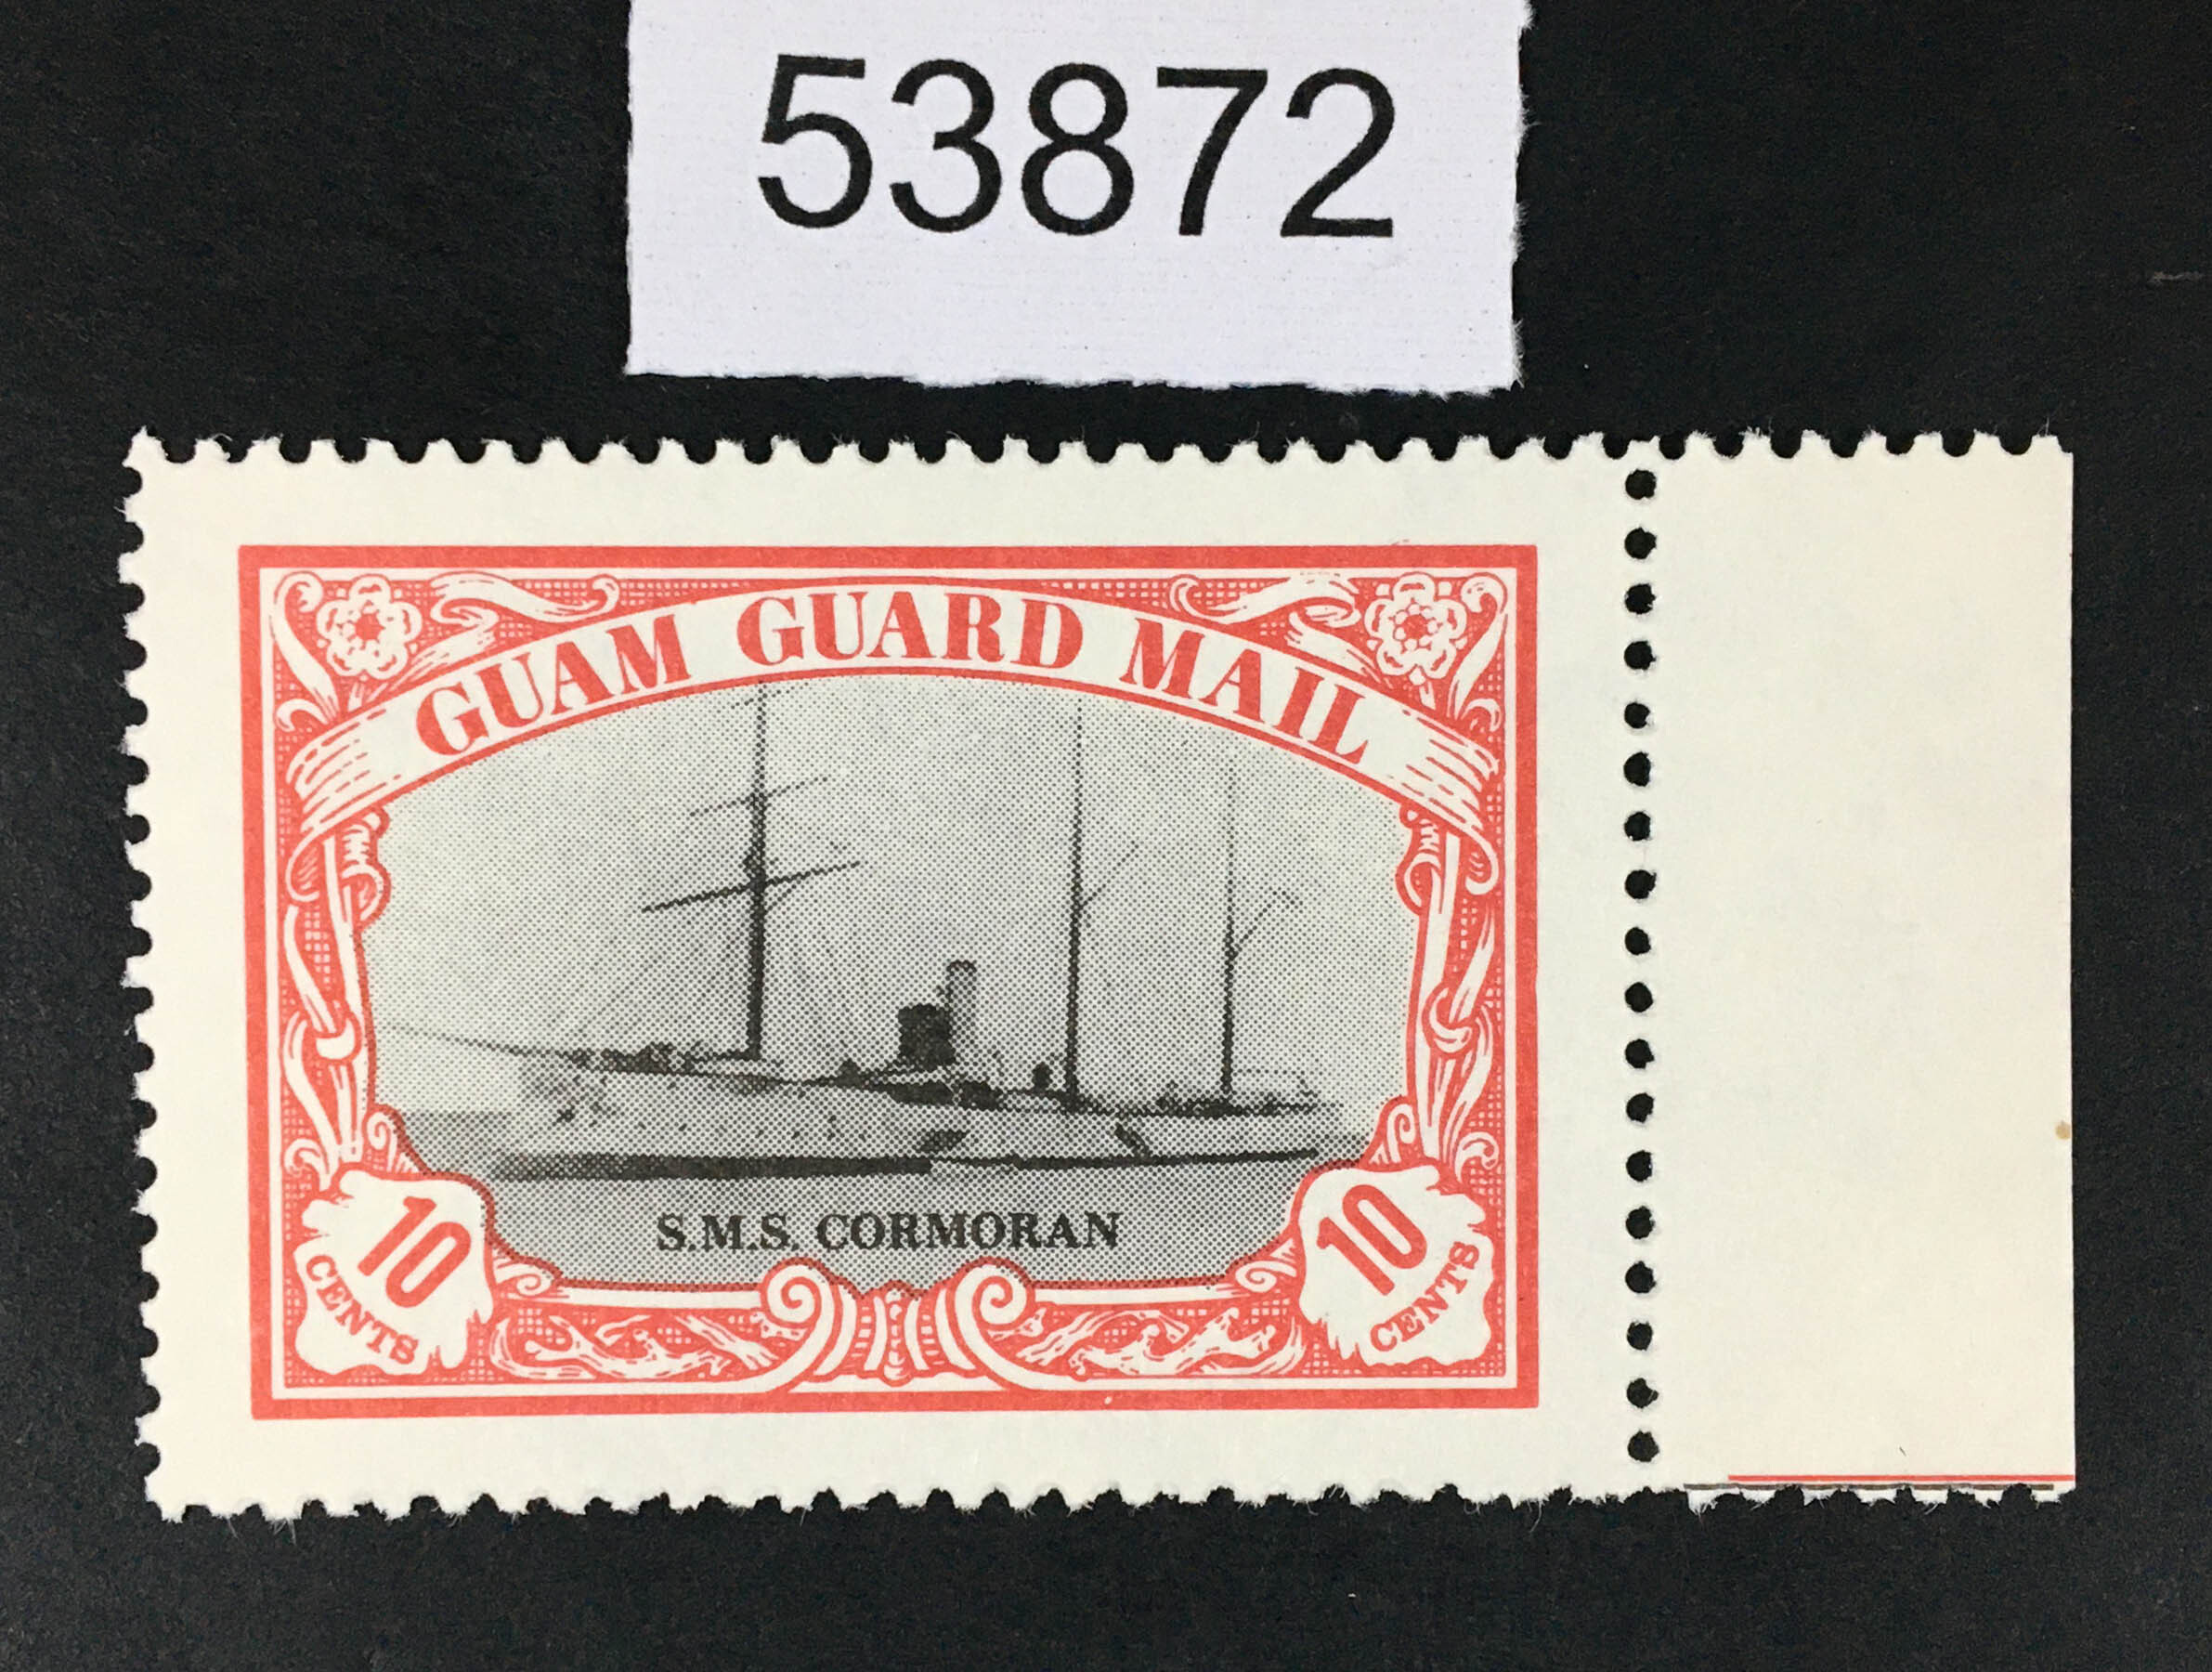 53872
GUAM GUARD MAIL
S.M.S. CORMORAN
10
CENTS
10
CENTS